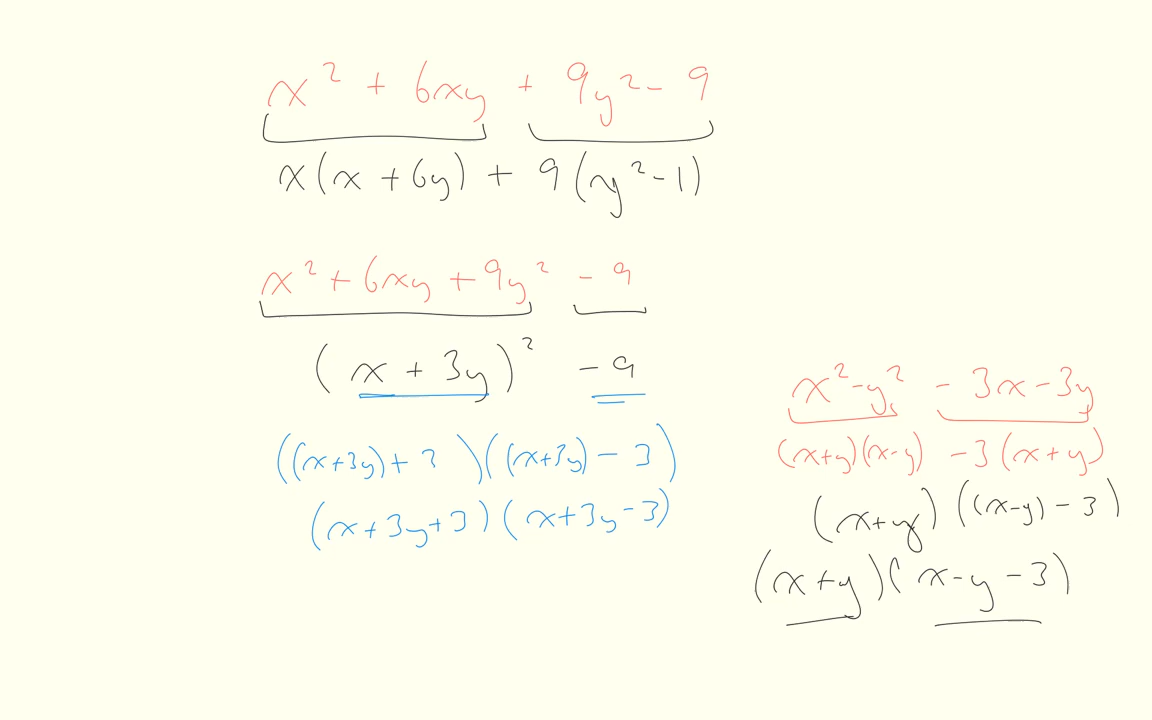 x² + 6xy + 9y² - 9
x(x + 6y) + 9(y² - 1)
x² + 6xy + 9y² - 9
(x + 3y)² - 9
((x+3y) + 3)((x+3y) - 3)
(x+3y+3)(x+3y-3)
x² - y² - 3x - 3y
(x+y)(x-y) - 3(x+y)
(x+y)((x-y) - 3)
(x+y)(x-y-3)